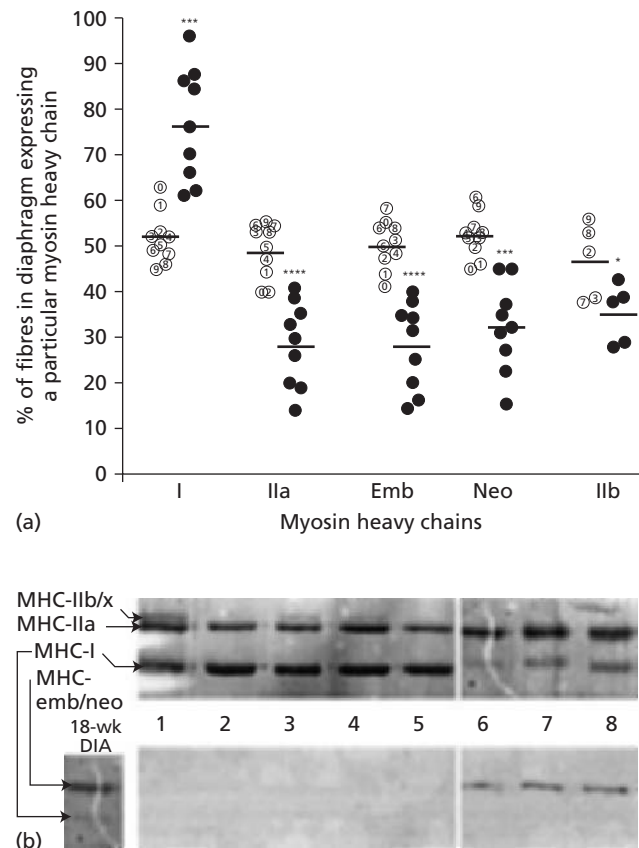 100
90
80
70
60
50
40
30
20
10
0
% of fibres in diaphragm expressing
a particular myosin heavy chain
***
****
****
***
*
I IIa Emb Neo IIb
(a) Myosin heavy chains
MHC-IIb/x
MHC-IIa
MHC-I
MHC-
emb/neo
18-wk
DIA
1 2 3 4 5 6 7 8
(b)